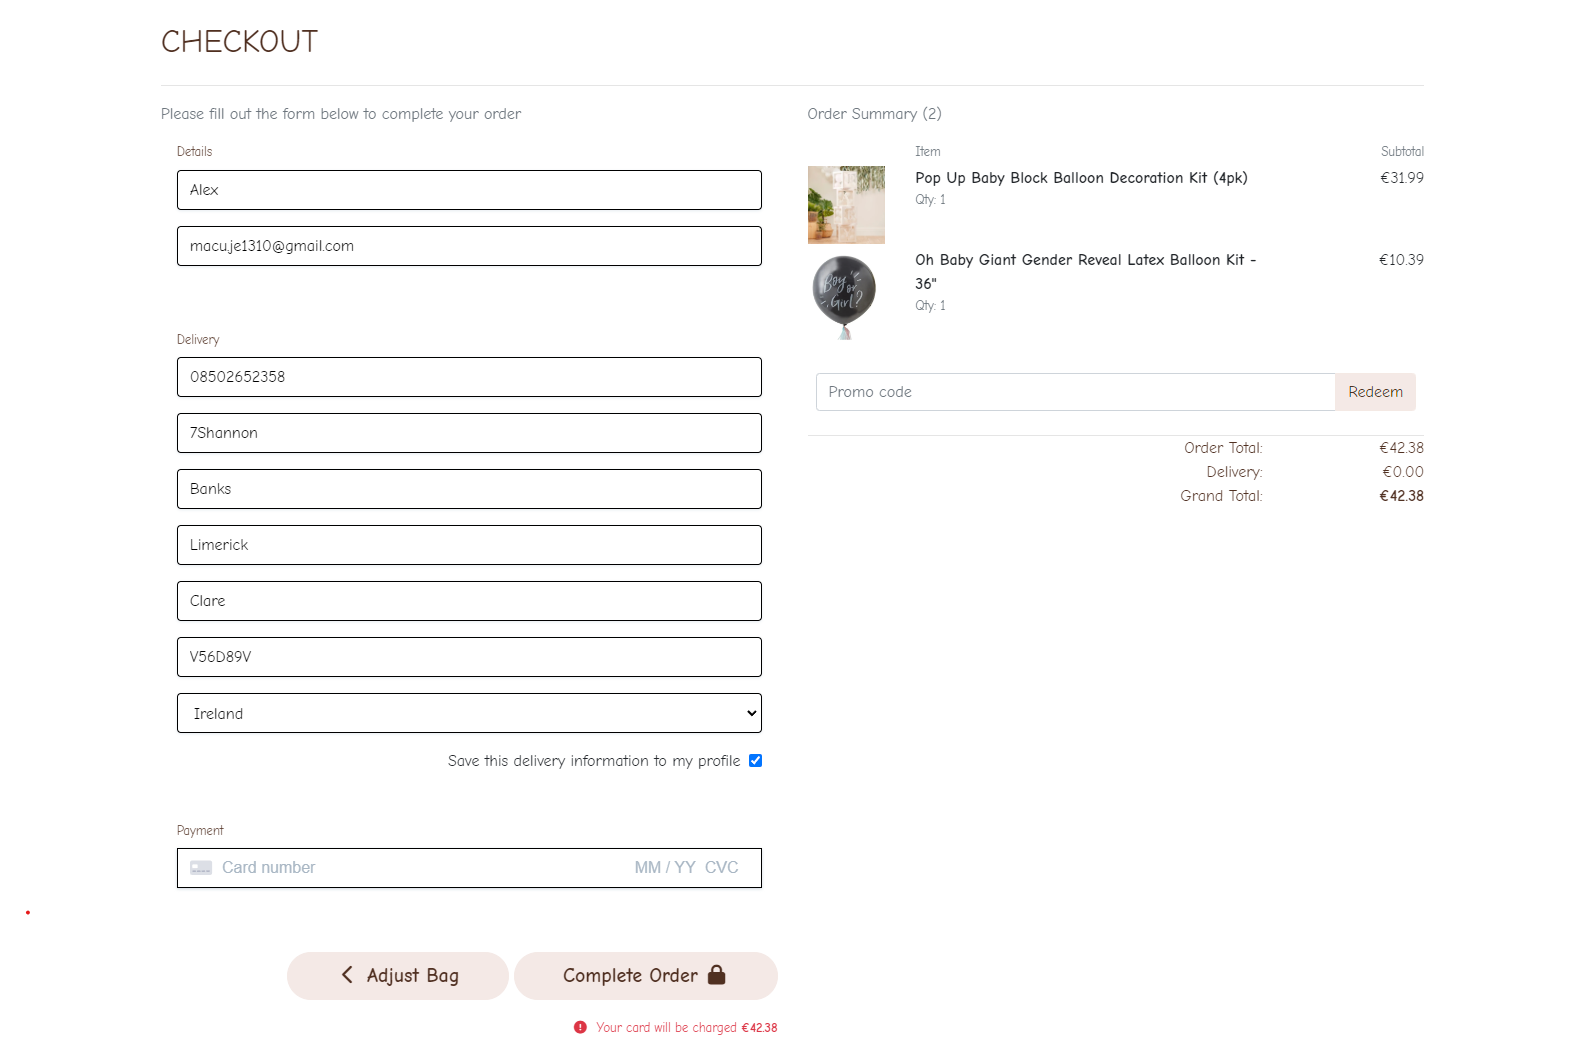 CHECKOUT
Please fill out the form below to complete your order
Details
Alex
macu.je1310@gmail.com
Delivery
08502652358
7Shannon
Banks
Limerick
Clare
V56D89V
Ireland
Save this delivery information to my profile
Payment
Card number MM / YY CVC
Adjust Bag
Complete Order
Your card will be charged €42.38
Order Summary (2)
Item Subtotal
Pop Up Baby Block Balloon Decoration Kit (4pk) €31.99
Qty: 1
Oh Baby Giant Gender Reveal Latex Balloon Kit - €10.39
36"
Qty: 1
Boy
or
Girl?
Promo code Redeem
Order Total: €42.38
Delivery: €0.00
Grand Total: €42.38